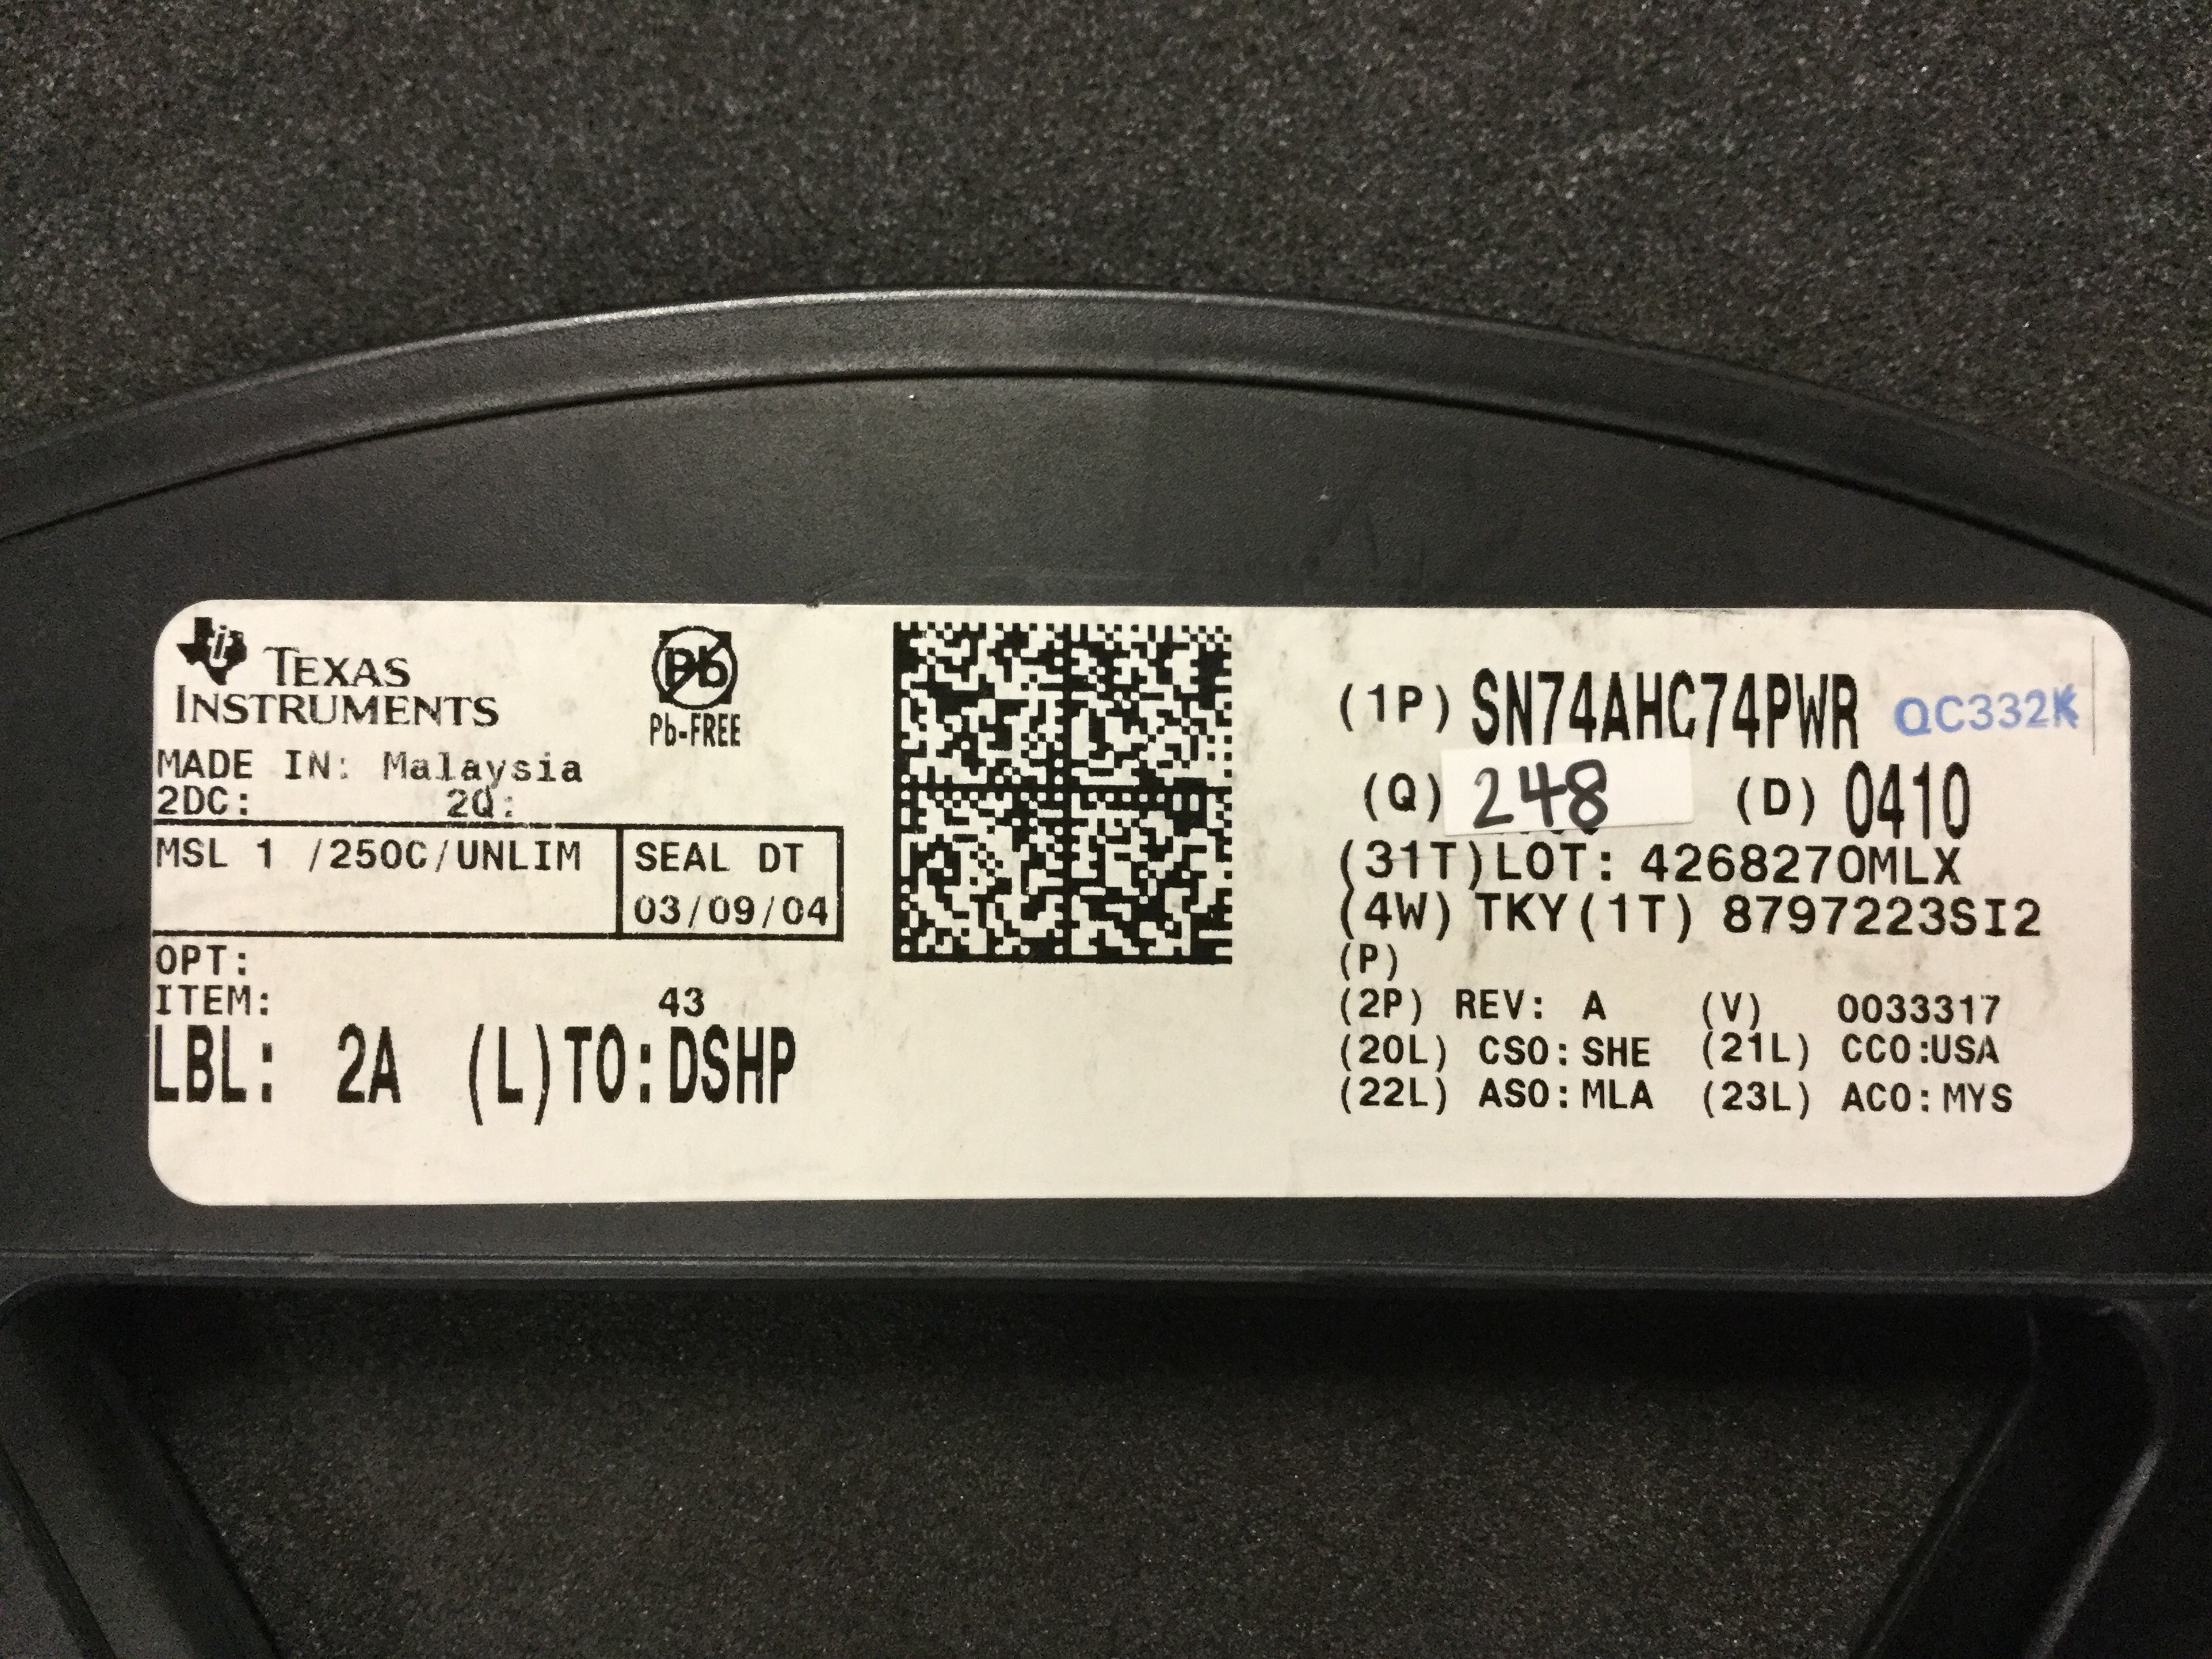 TEXAS
INSTRUMENTS
Pb
Pb-FREE
MADE IN: Malaysia
2DC: 2Q:
MSL 1 /250C/UNLIM
SEAL DT
03/09/04
OPT:
ITEM: 43
LBL: 2A (L)TO:DSHP
(1P) SN74AHC74PWR QC332K
(Q) 248 (D) 0410
(31T)LOT: 4268270MLX
(4W) TKY(1T) 8797223SI2
(P)
(2P) REV: A (V) 0033317
(20L) CSO:SHE (21L) CCO:USA
(22L) ASO:MLA (23L) ACO:MYS